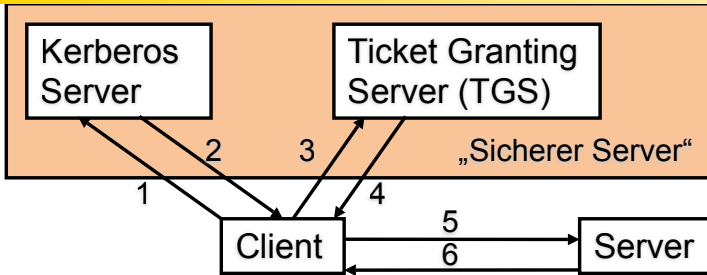 Kerberos
Server
Ticket Granting
Server (TGS)
2
3
„Sicherer Server“
1
4
5
Client
Server
6